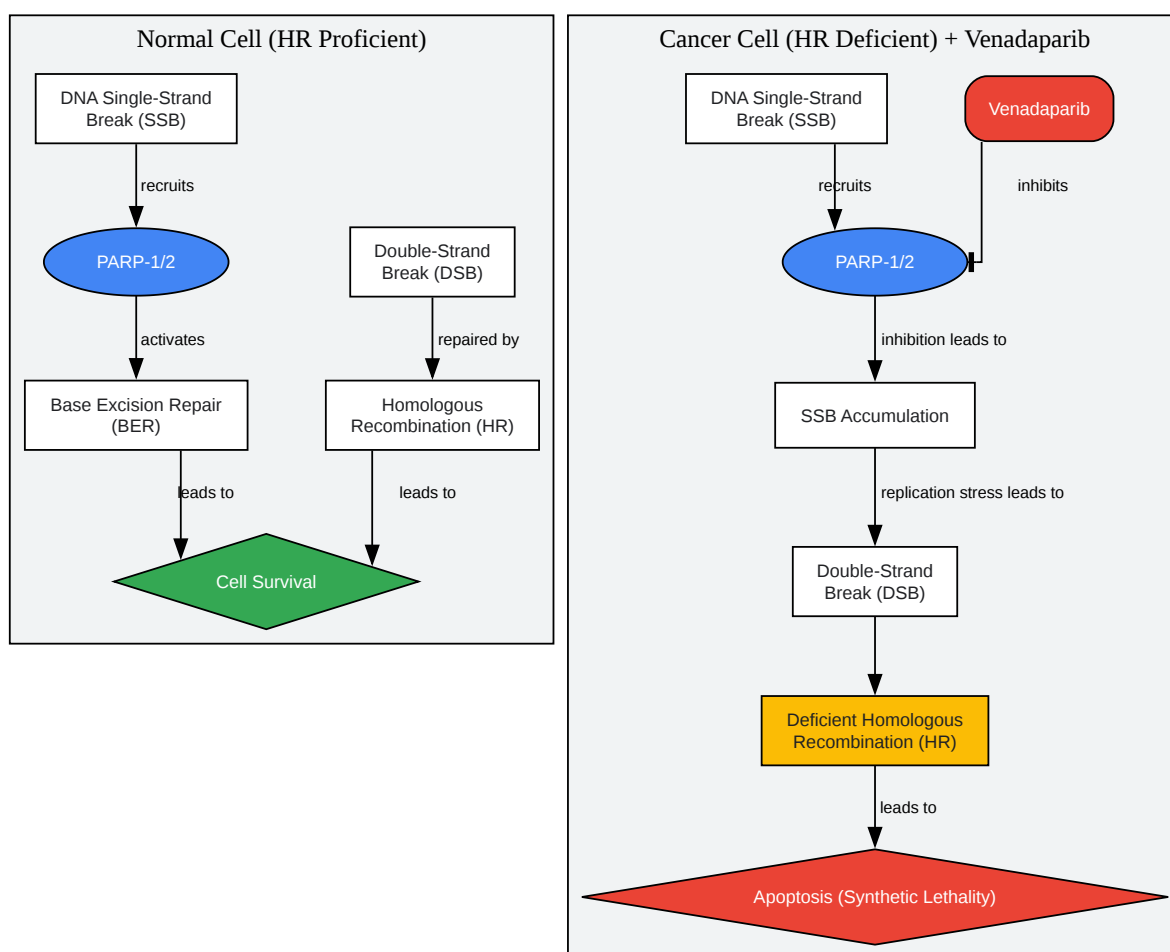 Normal Cell (HR Proficient)
DNA Single-Strand
Break (SSB)
recruits
PARP-1/2
Double-Strand
Break (DSB)
activates
repaired by
Base Excision Repair
(BER)
Homologous
Recombination (HR)
leads to
leads to
Cell Survival
Cancer Cell (HR Deficient) + Venadaparib
DNA Single-Strand
Break (SSB)
Venadaparib
recruits
inhibits
PARP-1/2
inhibition leads to
SSB Accumulation
replication stress leads to
Double-Strand
Break (DSB)
Deficient Homologous
Recombination (HR)
leads to
Apoptosis (Synthetic Lethality)